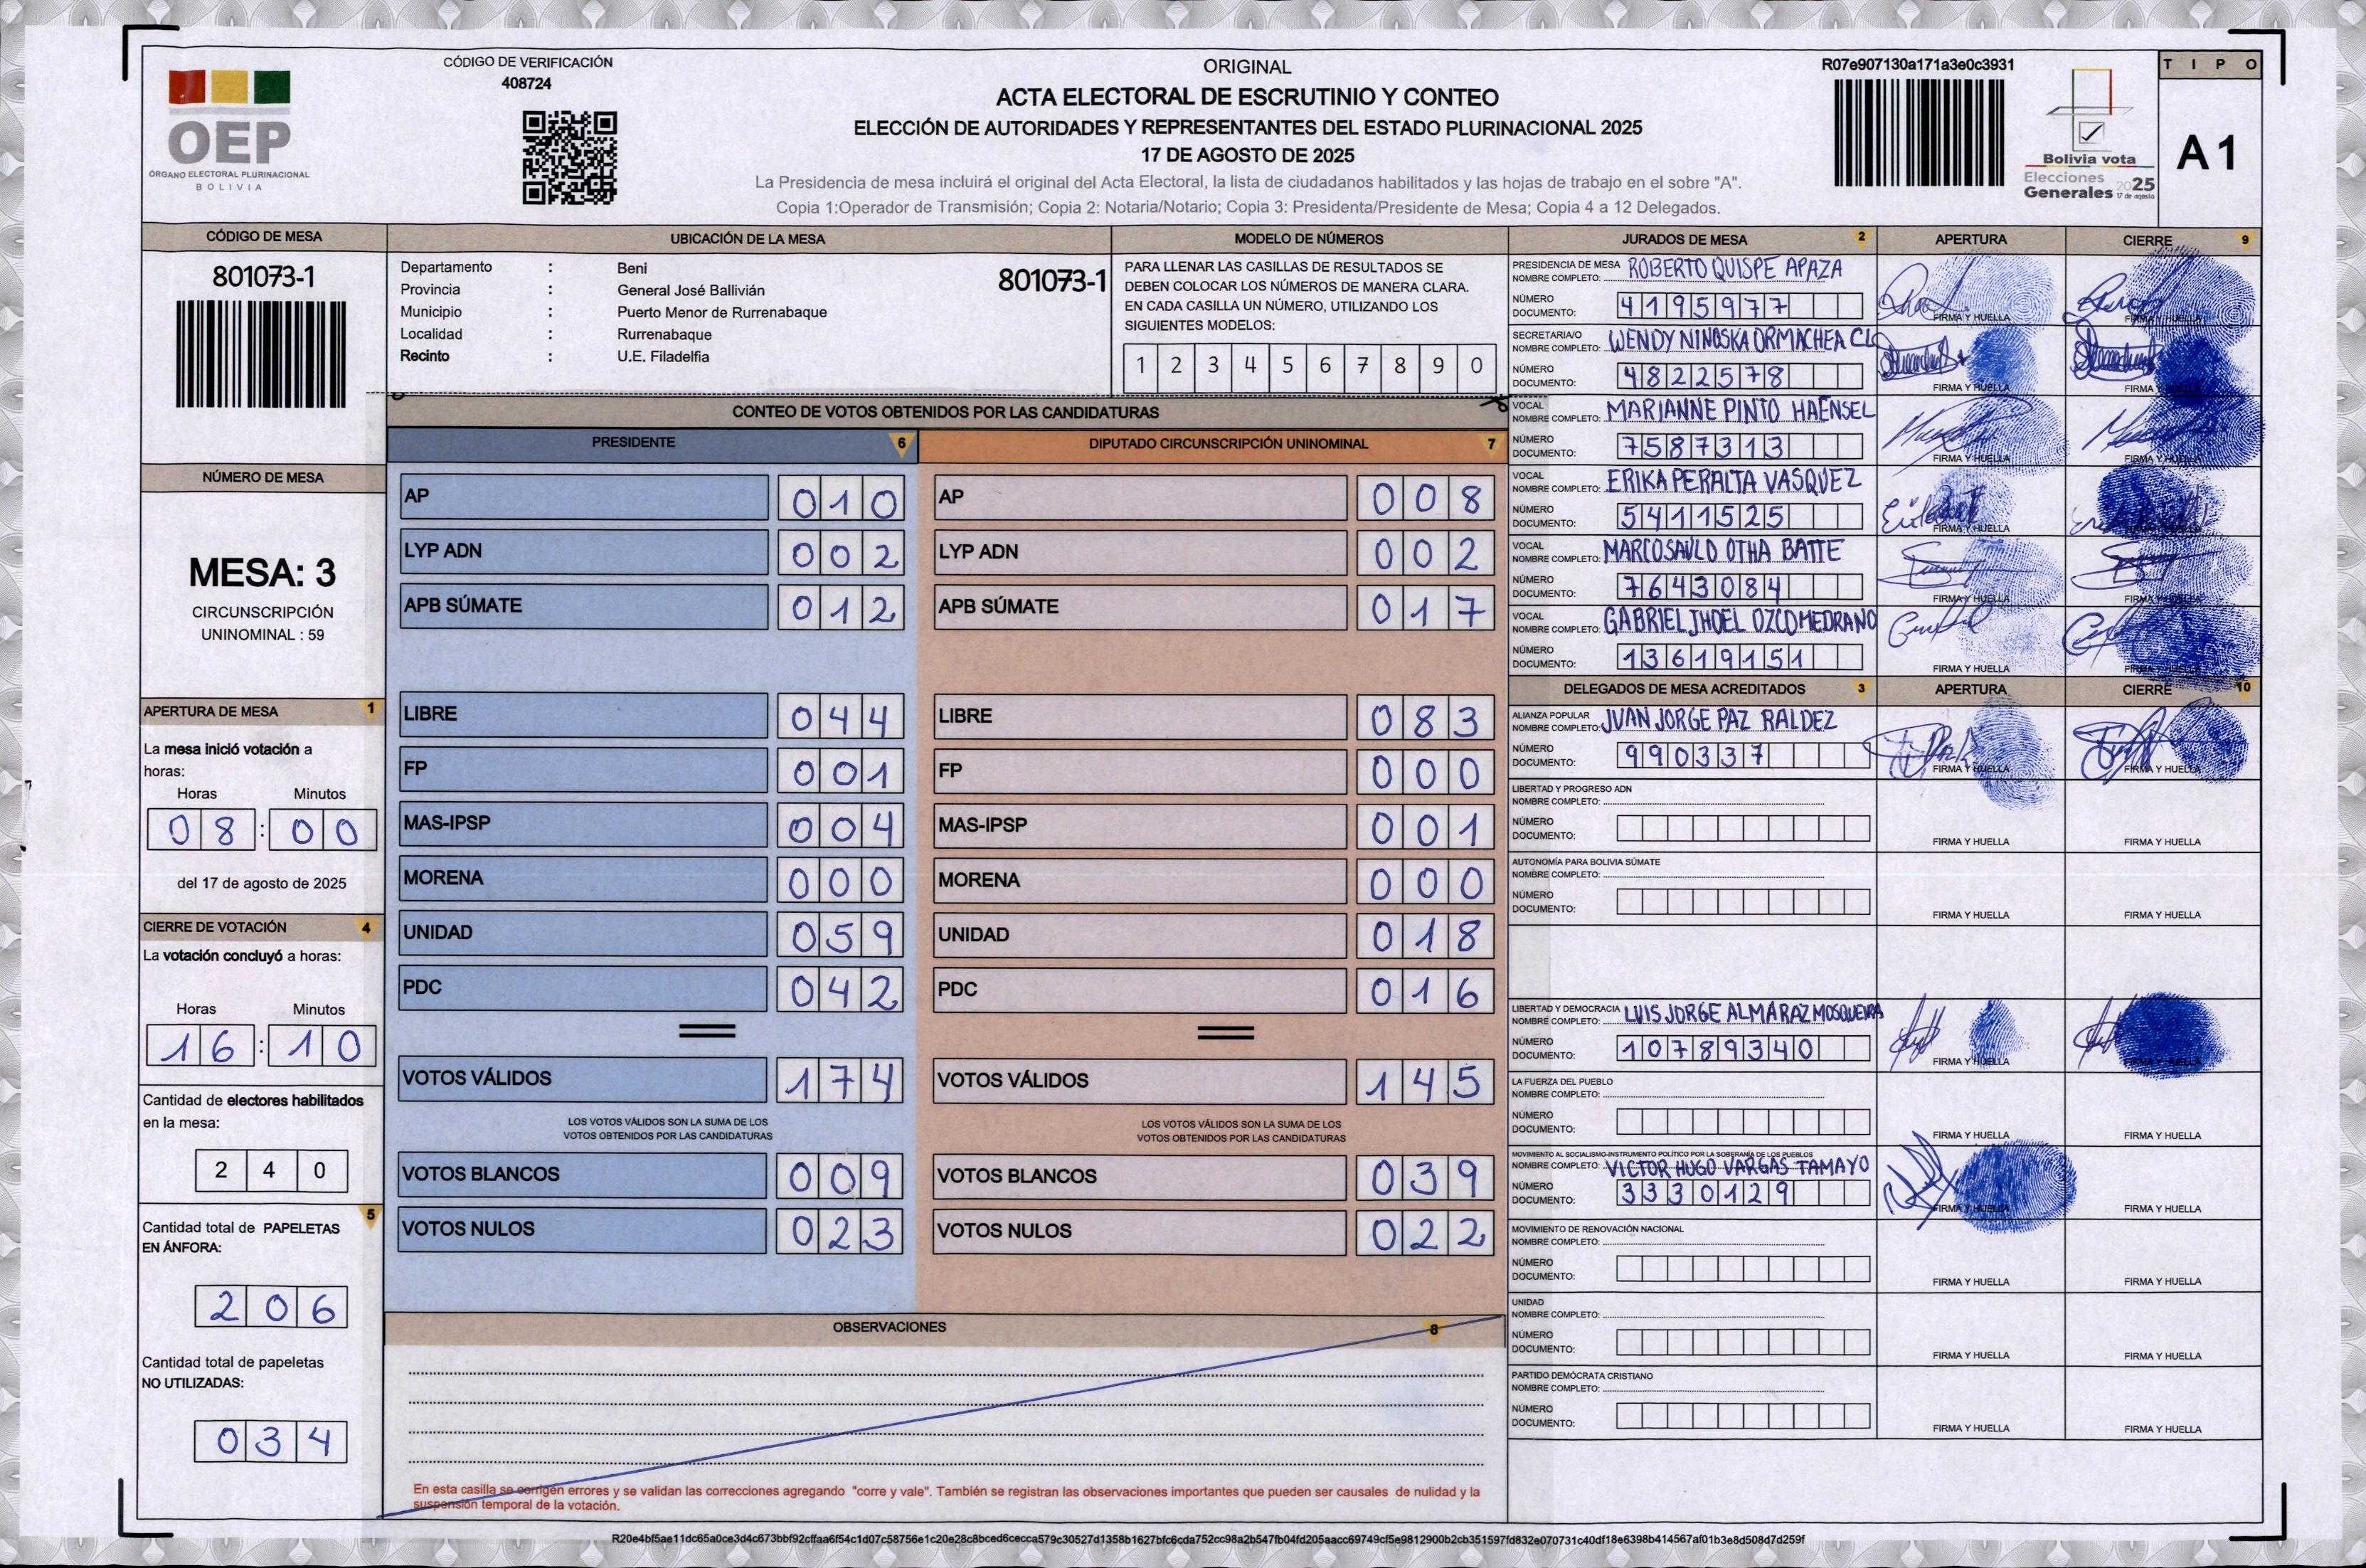 CÓDIGO DE VERIFICACIÓN
408724
OEP
ÓRGANO ELECTORAL PLURINACIONAL
BOLIVIA
ORIGINAL
ACTA ELECTORAL DE ESCRUTINIO Y CONTEO
ELECCIÓN DE AUTORIDADES Y REPRESENTANTES DEL ESTADO PLURINACIONAL 2025
17 DE AGOSTO DE 2025
La Presidencia de mesa incluirá el original del Acta Electoral, la lista de ciudadanos habilitados y las hojas de trabajo en el sobre "A".
Copia 1:Operador de Transmisión; Copia 2: Notaria/Notario; Copia 3: Presidenta/Presidente de Mesa; Copia 4 a 12 Delegados.
R07e907130a171a3e0c3931
Bolivia vota
Elecciones
Generales 2025
17 de agosto
TIPO
A1
CÓDIGO DE MESA
801073-1
NÚMERO DE MESA
MESA: 3
CIRCUNSCRIPCIÓN
UNINOMINAL : 59
APERTURA DE MESA 1
La mesa inició votación a
horas:
Horas Minutos
08 : 00
del 17 de agosto de 2025
CIERRE DE VOTACIÓN 4
La votación concluyó a horas:
Horas Minutos
16 : 10
Cantidad de electores habilitados
en la mesa:
240
5
Cantidad total de PAPELETAS
EN ÁNFORA:
206
Cantidad total de papeletas
NO UTILIZADAS:
034
UBICACIÓN DE LA MESA
Departamento : Beni
801073-1
Provincia : General José Ballivián
Municipio : Puerto Menor de Rurrenabaque
Localidad : Rurrenabaque
Recinto : U.E. Filadelfia
MODELO DE NÚMEROS
PARA LLENAR LAS CASILLAS DE RESULTADOS SE
DEBEN COLOCAR LOS NÚMEROS DE MANERA CLARA.
EN CADA CASILLA UN NÚMERO, UTILIZANDO LOS
SIGUIENTES MODELOS:
1 2 3 4 5 6 7 8 9 0
CONTEO DE VOTOS OBTENIDOS POR LAS CANDIDATURAS
PRESIDENTE 6
AP 010
LYP ADN 002
APB SÚMATE 012
LIBRE 044
FP 001
MAS-IPSP 004
MORENA 000
UNIDAD 059
PDC 042
VOTOS VÁLIDOS 174
LOS VOTOS VÁLIDOS SON LA SUMA DE LOS
VOTOS OBTENIDOS POR LAS CANDIDATURAS
VOTOS BLANCOS 009
VOTOS NULOS 023
DIPUTADO CIRCUNSCRIPCIÓN UNINOMINAL 7
AP 008
LYP ADN 002
APB SÚMATE 017
LIBRE 083
FP 000
MAS-IPSP 001
MORENA 000
UNIDAD 018
PDC 016
VOTOS VÁLIDOS 145
LOS VOTOS VÁLIDOS SON LA SUMA DE LOS
VOTOS OBTENIDOS POR LAS CANDIDATURAS
VOTOS BLANCOS 039
VOTOS NULOS 022
OBSERVACIONES 8
En esta casilla se corrigen errores y se validan las correcciones agregando "corre y vale". También se registran las observaciones importantes que pueden ser causales de nulidad y la
suspensión temporal de la votación.
JURADOS DE MESA 2 APERTURA CIERRE 9
PRESIDENCIA DE MESA
NOMBRE COMPLETO: ROBERTO QUISPE APAZA
NÚMERO
DOCUMENTO: 4195977
FIRMA Y HUELLA FIRMA Y HUELLA
SECRETARIA/O
NOMBRE COMPLETO: WENDY NINOSKA ORMACHEA
NÚMERO
DOCUMENTO: 4822578
FIRMA Y HUELLA FIRMA
VOCAL
NOMBRE COMPLETO: MARIANNE PINTO HAENSEL
NÚMERO
DOCUMENTO: 7587313
FIRMA Y HUELLA FIRMA Y HUELLA
VOCAL
NOMBRE COMPLETO: ERIKA PERALTA VASQUEZ
NÚMERO
DOCUMENTO: 5411525
FIRMA Y HUELLA FIRMA Y HUELLA
VOCAL
NOMBRE COMPLETO: MARCOSAULO OTHA BATTE
NÚMERO
DOCUMENTO: 7643084
FIRMA Y HUELLA FIRMA Y HUELLA
VOCAL
NOMBRE COMPLETO: GABRIEL JHOEL OZCO MEDRANO
NÚMERO
DOCUMENTO: 13619151
FIRMA Y HUELLA FIRMA Y HUELLA
DELEGADOS DE MESA ACREDITADOS 3 APERTURA CIERRE 10
ALIANZA POPULAR
NOMBRE COMPLETO: JUAN JORGE PAZ RALDEZ
NÚMERO
DOCUMENTO: 990337
FIRMA Y HUELLA FIRMA Y HUELLA
LIBERTAD Y PROGRESO ADN
NOMBRE COMPLETO:
NÚMERO
DOCUMENTO:
FIRMA Y HUELLA FIRMA Y HUELLA
AUTONOMÍA PARA BOLIVIA SÚMATE
NOMBRE COMPLETO:
NÚMERO
DOCUMENTO:
FIRMA Y HUELLA FIRMA Y HUELLA
LIBERTAD Y DEMOCRACIA
NOMBRE COMPLETO: LUIS JORGE ALMARAZ MOSQUEIRA
NÚMERO
DOCUMENTO: 10789340
FIRMA Y HUELLA FIRMA Y HUELLA
LA FUERZA DEL PUEBLO
NOMBRE COMPLETO:
NÚMERO
DOCUMENTO:
FIRMA Y HUELLA FIRMA Y HUELLA
MOVIMIENTO AL SOCIALISMO-INSTRUMENTO POLÍTICO POR LA SOBERANÍA DE LOS PUEBLOS
NOMBRE COMPLETO: VICTOR HUGO VARGAS TAMAYO
NÚMERO
DOCUMENTO: 3330129
FIRMA Y HUELLA FIRMA Y HUELLA
MOVIMIENTO DE RENOVACIÓN NACIONAL
NOMBRE COMPLETO:
NÚMERO
DOCUMENTO:
FIRMA Y HUELLA FIRMA Y HUELLA
UNIDAD
NOMBRE COMPLETO:
NÚMERO
DOCUMENTO:
FIRMA Y HUELLA FIRMA Y HUELLA
PARTIDO DEMÓCRATA CRISTIANO
NOMBRE COMPLETO:
NÚMERO
DOCUMENTO:
FIRMA Y HUELLA FIRMA Y HUELLA